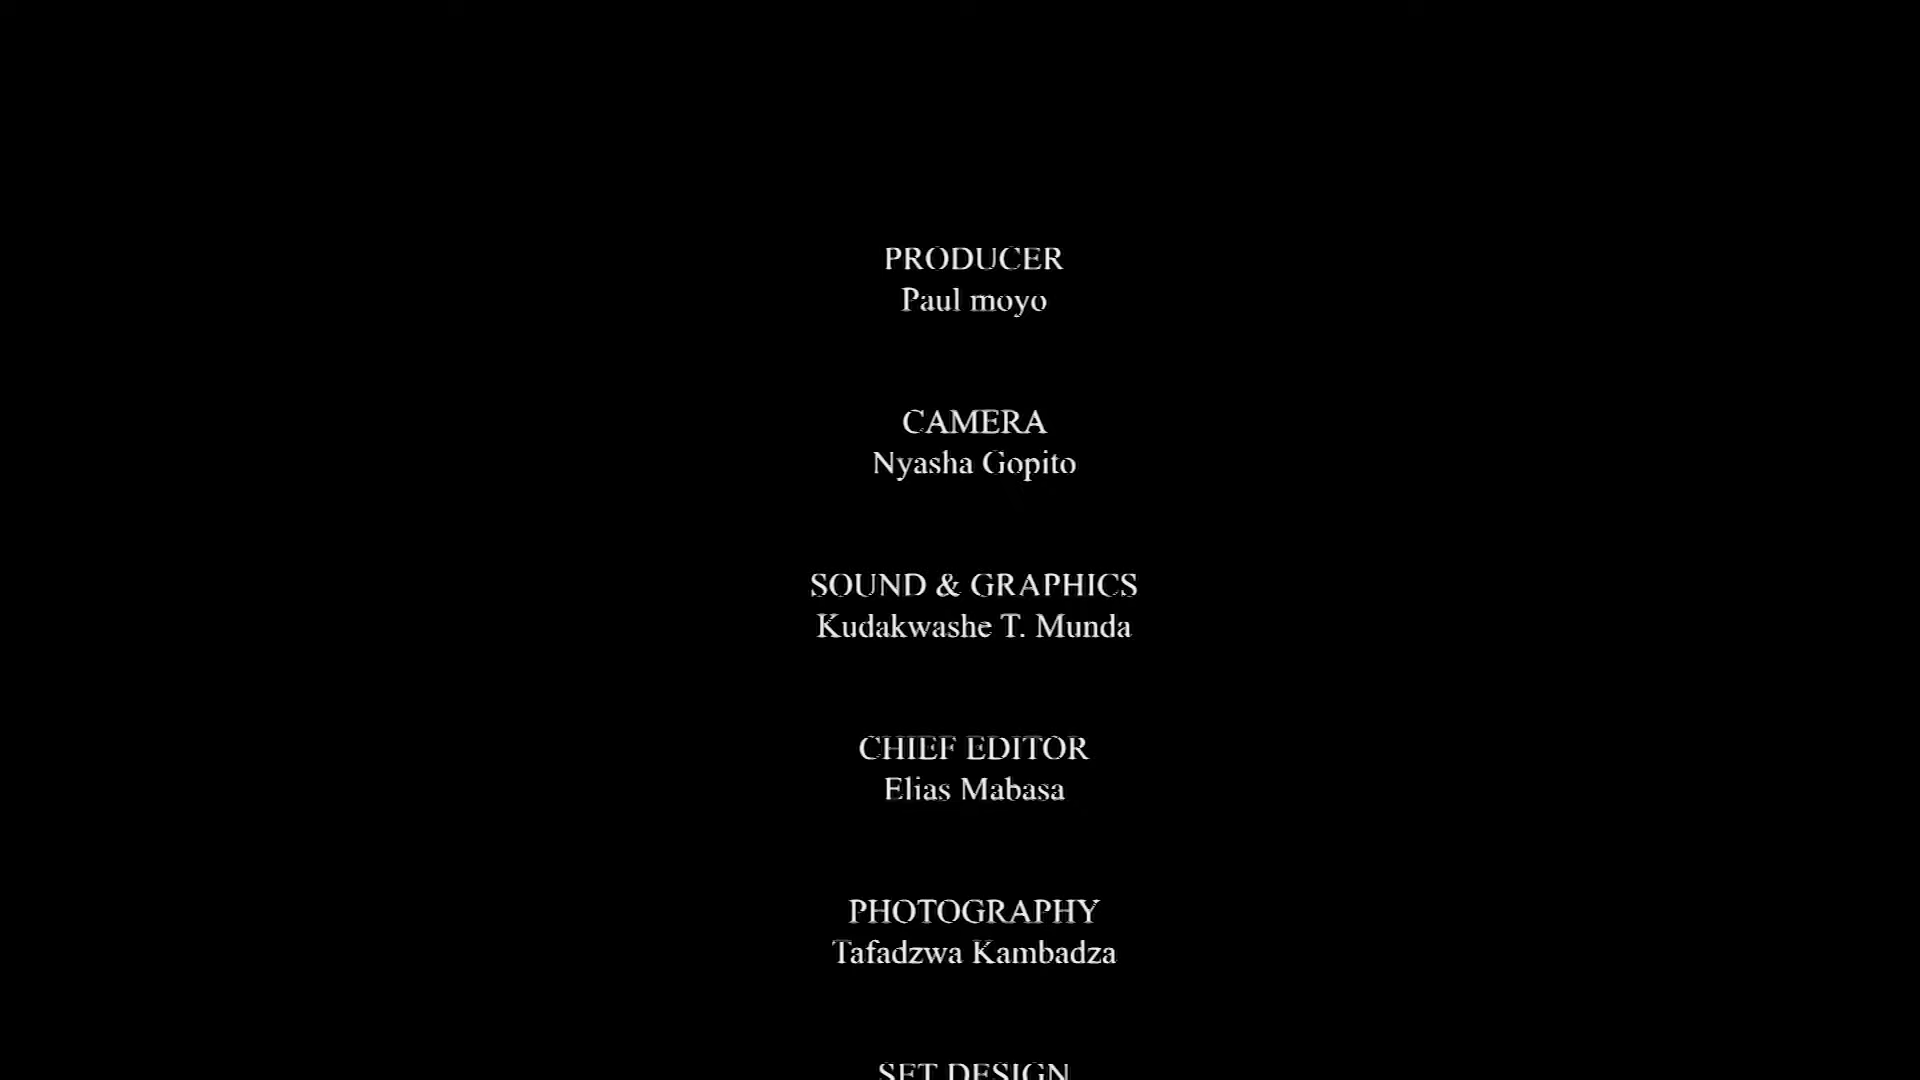 PRODUCER
Paul moyo
CAMERA
Nyasha Gopito
SOUND & GRAPHICS
Kudakwashe T. Munda
CHIEF EDITOR
Elias Mabasa
PHOTOGRAPHY
Tafadzwa Kambadza
SET DESIGN